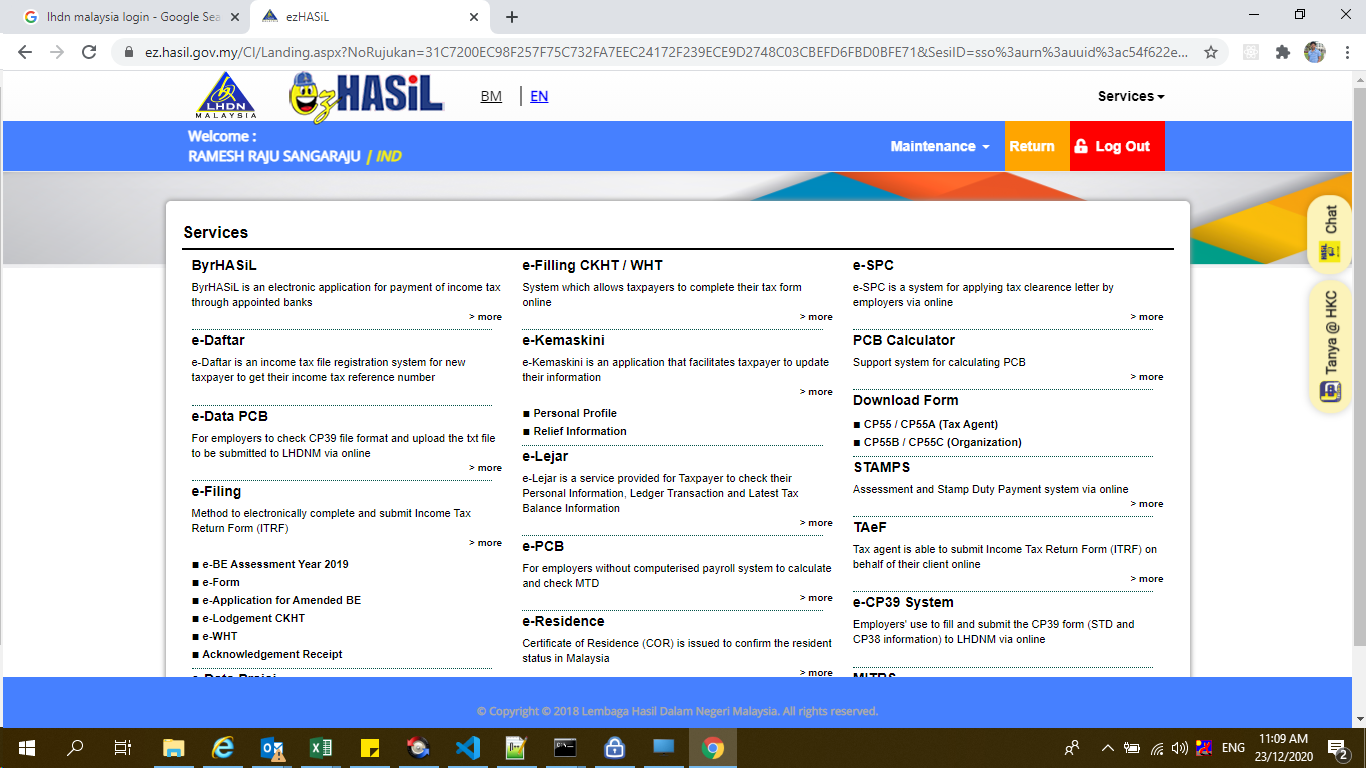 lhdn malaysia login - Google Sea
ezHASiL
ez.hasil.gov.my/CI/Landing.aspx?NoRujukan=31C7200EC98F257F75C732FA7EEC24172F239ECE9D2748C03CBEFD6FBD0BFE71&SesiID=sso%3aurn%3auuid%3ac54f622e...
LHDN
MALAYSIA
ezHASiL
BM | EN
Services
Welcome :
RAMESH RAJU SANGARAJU / IND
Maintenance
Return
Log Out
Chat
Tanya @ HKC
Services
ByrHASiL
ByrHASiL is an electronic application for payment of income tax
through appointed banks
> more
e-Daftar
e-Daftar is an income tax file registration system for new
taxpayer to get their income tax reference number
e-Data PCB
For employers to check CP39 file format and upload the txt file
to be submitted to LHDNM via online
> more
e-Filing
Method to electronically complete and submit Income Tax
Return Form (ITRF)
> more
■ e-BE Assessment Year 2019
■ e-Form
■ e-Application for Amended BE
■ e-Lodgement CKHT
■ e-WHT
■ Acknowledgement Receipt
e-Filling CKHT / WHT
System which allows taxpayers to complete their tax form
online
> more
e-Kemaskini
e-Kemaskini is an application that facilitates taxpayer to update
their information
> more
■ Personal Profile
■ Relief Information
e-Lejar
e-Lejar is a service provided for Taxpayer to check their
Personal Information, Ledger Transaction and Latest Tax
Balance Information
> more
e-PCB
For employers without computerised payroll system to calculate
and check MTD
> more
e-Residence
Certificate of Residence (COR) is issued to confirm the resident
status in Malaysia
> more
e-SPC
e-SPC is a system for applying tax clearence letter by
employers via online
> more
PCB Calculator
Support system for calculating PCB
> more
Download Form
■ CP55 / CP55A (Tax Agent)
■ CP55B / CP55C (Organization)
STAMPS
Assessment and Stamp Duty Payment system via online
> more
TAeF
Tax agent is able to submit Income Tax Return Form (ITRF) on
behalf of their client online
> more
e-CP39 System
Employers' use to fill and submit the CP39 form (STD and
CP38 information) to LHDNM via online
© Copyright © 2018 Lembaga Hasil Dalam Negeri Malaysia. All rights reserved.
ENG
11:09 AM
23/12/2020
2